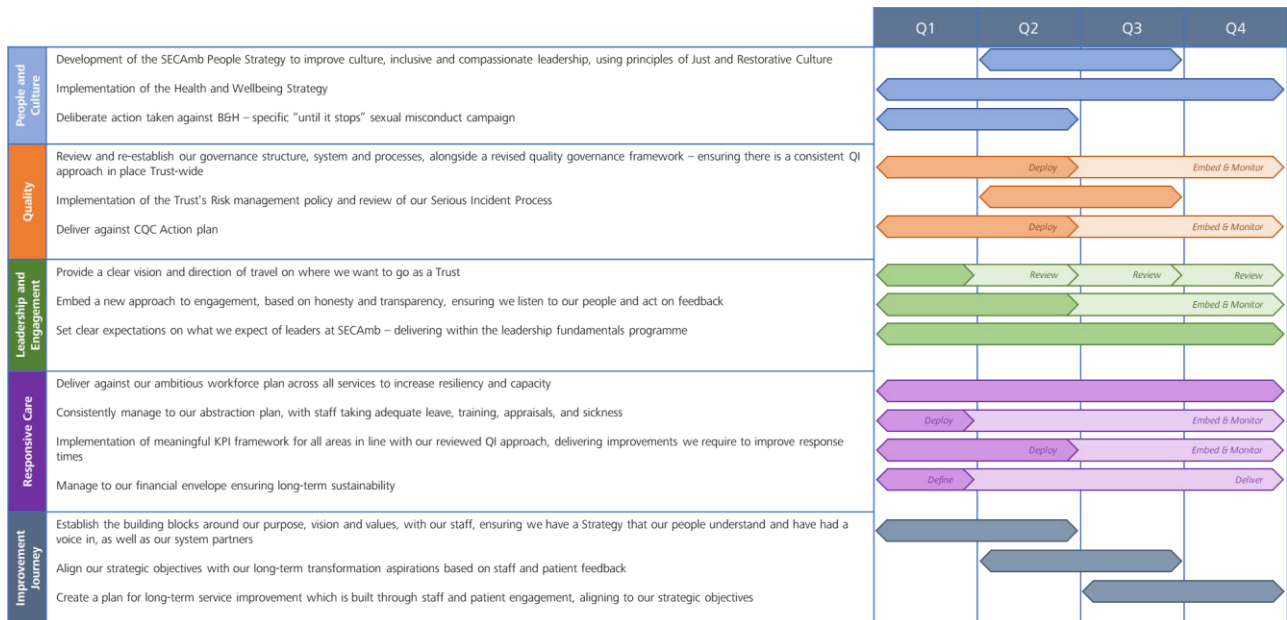 Q1 Q2 Q3 Q4
People and
Culture
Development of the SECAmb People Strategy to improve culture, inclusive and compassionate leadership, using principles of Just and Restorative Culture
Implementation of the Health and Wellbeing Strategy
Deliberate action taken against B&H – specific “until it stops” sexual misconduct campaign
Quality
Review and re-establish our governance structure, system and processes, alongside a revised quality governance framework – ensuring there is a consistent QI
approach in place Trust-wide
Deploy Embed & Monitor
Implementation of the Trust’s Risk management policy and review of our Serious Incident Process
Deliver against CQC Action plan
Deploy Embed & Monitor
Leadership and
Engagement
Provide a clear vision and direction of travel on where we want to go as a Trust
Review Review Review
Embed a new approach to engagement, based on honesty and transparency, ensuring we listen to our people and act on feedback
Embed & Monitor
Set clear expectations on what we expect of leaders at SECAmb – delivering within the leadership fundamentals programme
Responsive Care
Deliver against our ambitious workforce plan across all services to increase resiliency and capacity
Consistently manage to our abstraction plan, with staff taking adequate leave, training, appraisals, and sickness
Deploy Embed & Monitor
Implementation of meaningful KPI framework for all areas in line with our reviewed QI approach, delivering improvements we require to improve response
times
Deploy Embed & Monitor
Manage to our financial envelope ensuring long-term sustainability
Define Deliver
Improvement
Journey
Establish the building blocks around our purpose, vision and values, with our staff, ensuring we have a Strategy that our people understand and have had a
voice in, as well as our system partners
Align our strategic objectives with our long-term transformation aspirations based on staff and patient feedback
Create a plan for long-term service improvement which is built through staff and patient engagement, aligning to our strategic objectives